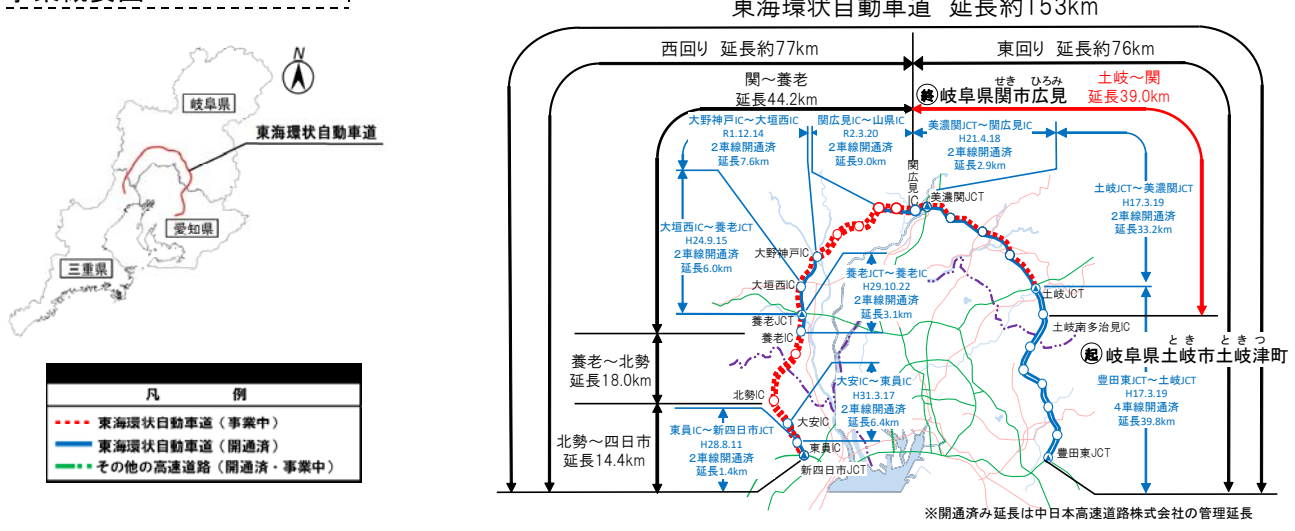 東海環状自動車道 延長約153km
西回り 延長約77km
東回り 延長約76km
N
岐阜県
東海環状自動車道
愛知県
三重県
凡 例
東海環状自動車道（事業中）
東海環状自動車道（開通済）
その他の高速道路（開通済・事業中）
関～養老
延長44.2km
せき ひろみ
終 岐阜県関市広見
土岐～関
延長39.0km
大野神戸IC～大垣西IC
R1.12.14
２車線開通済
延長7.6km
関広見IC～山県IC
R2.3.20
２車線開通済
延長9.0km
美濃関JCT～関広見IC
H21.4.18
２車線開通済
延長2.9km
関広見IC
美濃関JCT
土岐JCT～美濃関JCT
H17.3.19
２車線開通済
延長33.2km
大垣西IC～養老JCT
H24.9.15
２車線開通済
延長6.0km
大野神戸IC
大垣西IC
養老JCT～養老IC
H29.10.22
２車線開通済
延長3.1km
土岐JCT
養老JCT
養老IC
土岐南多治見IC
とき ときつ
起 岐阜県土岐市土岐津町
養老～北勢
延長18.0km
北勢IC
大安IC～東員IC
H31.3.17
２車線開通済
延長6.4km
豊田東JCT～土岐JCT
H17.3.19
４車線開通済
延長39.8km
大安IC
北勢～四日市
延長14.4km
東員IC～新四日市JCT
H28.8.11
２車線開通済
延長1.4km
東員IC
新四日市JCT
豊田東JCT
※開通済み延長は中日本高速道路株式会社の管理延長